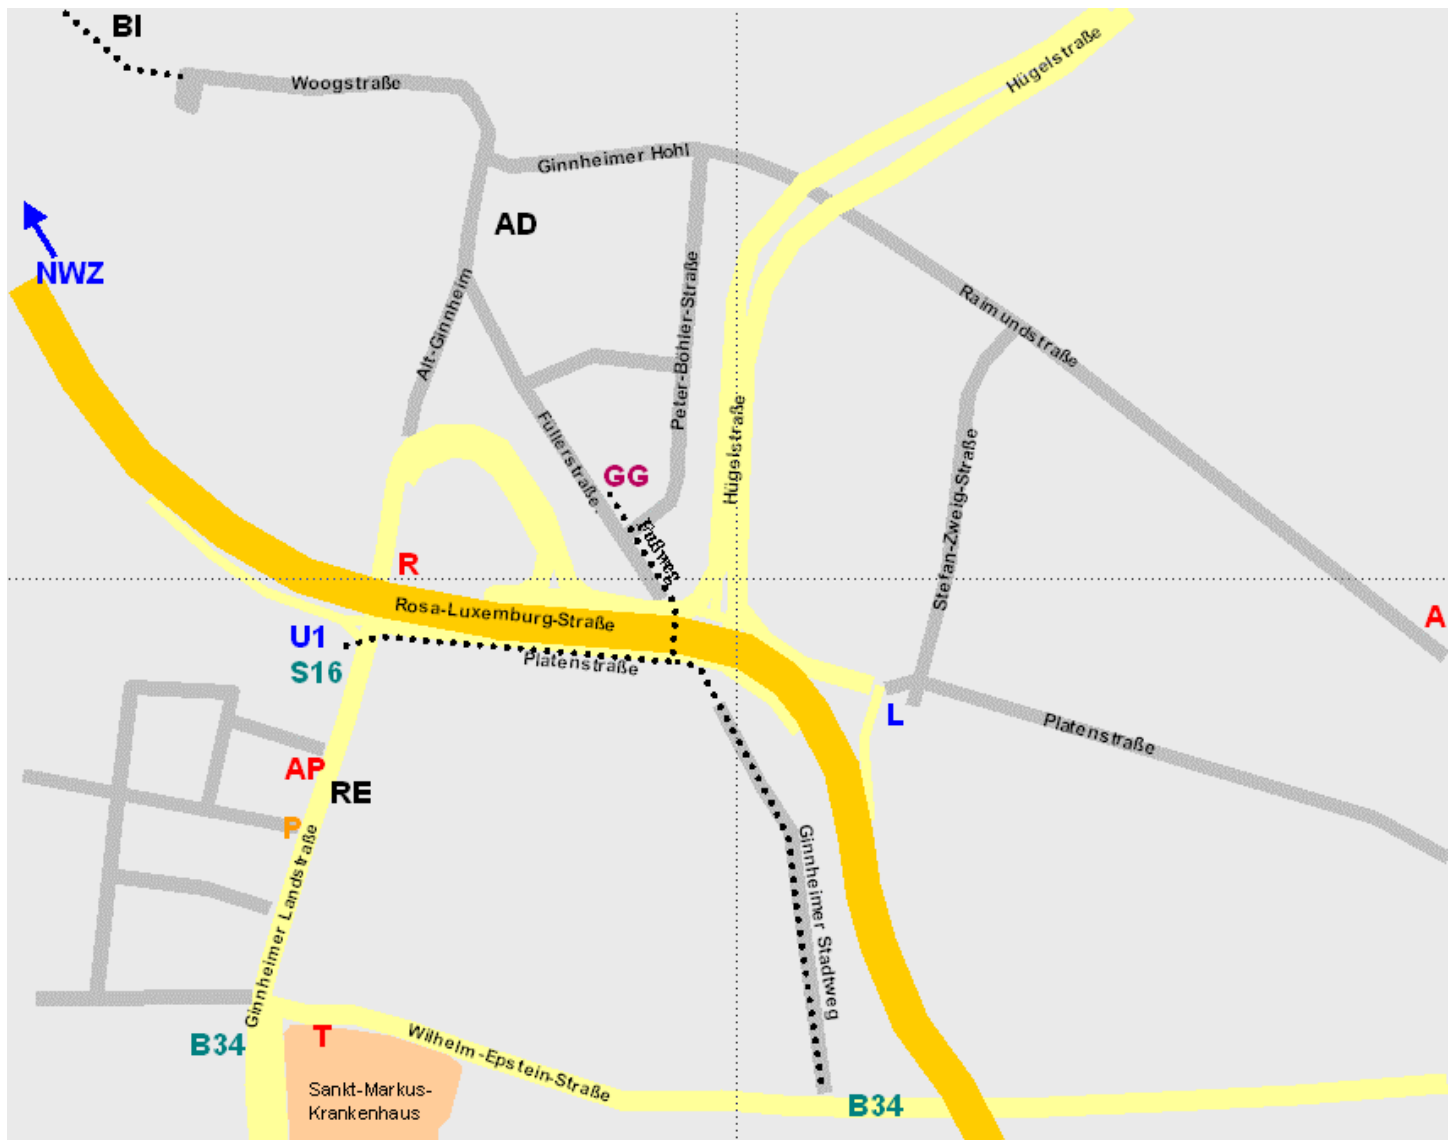 BI
Woogstraße
Hügelstraße
Ginnheimer Hohl
AD
NWZ
Alt-Ginnheim
Peter-Böhler-Straße
Raimundstraße
Füllerstraße
GG
Hügelstraße
Stefan-Zweig-Straße
Fußweg
R
Rosa-Luxemburg-Straße
A
U1
S16
Platenstraße
L
Platenstraße
AP
RE
P
Ginnheimer Landstraße
Ginnheimer Stadtweg
B34
T
Wilhelm-Epstein-Straße
Sankt-Markus-
Krankenhaus
B34